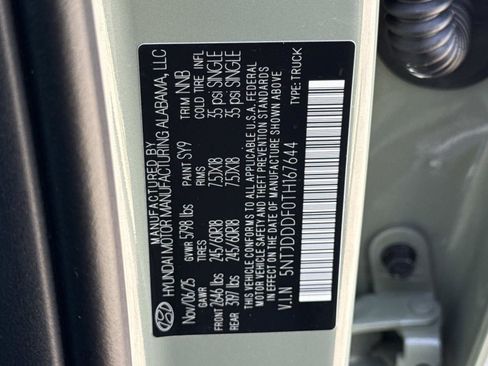 MANUFACTURED BY
HYUNDAI MOTOR MANUFACTURING ALABAMA, LLC
Nov/06/25 GVWR 5798 lbs PAINT SY9 TRIM NNB
GAWR TIRES RIMS COLD TIRE INFL
FRONT 2646 lbs 245/60R18 7.5JX18 35 psi SINGLE
REAR 3197 lbs 245/60R18 7.5JX18 35 psi SINGLE
THIS VEHICLE CONFORMS TO ALL APPLICABLE U.S.A. FEDERAL
MOTOR VEHICLE SAFETY AND THEFT PREVENTION STANDARDS
IN EFFECT ON THE DATE OF MANUFACTURE SHOWN ABOVE
V.I.N 5NTJDDDF0TH167644 TYPE: TRUCK